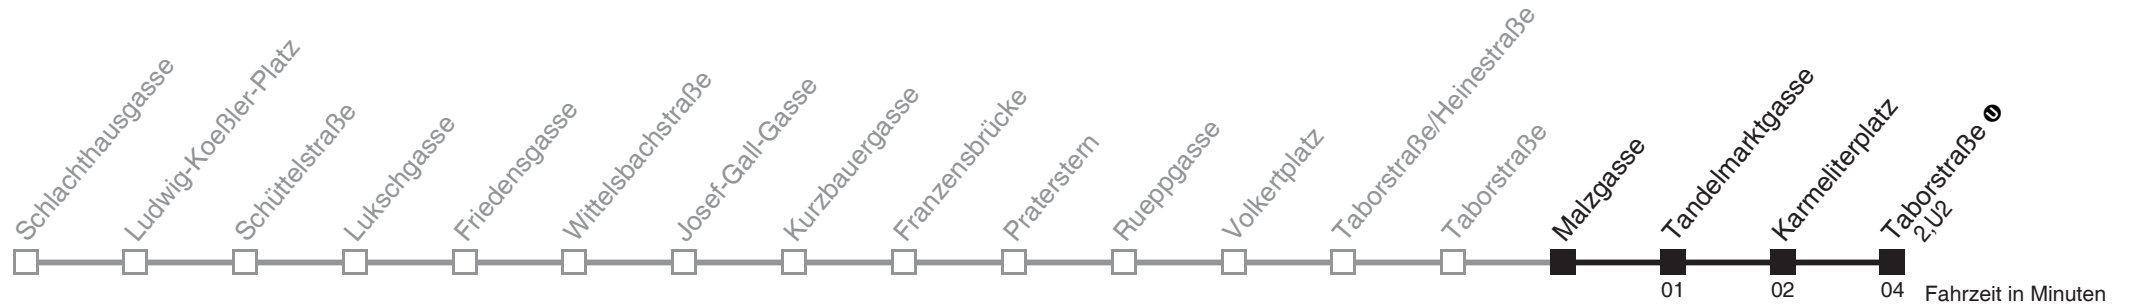 Schlachthausgasse
Ludwig-Koeßler-Platz
Schüttelstraße
Lukschgasse
Friedensgasse
Wittelsbachstraße
Josef-Gall-Gasse
Kurzbauergasse
Franzensbrücke
Praterstern
Rueppgasse
Volkertplatz
Taborstraße/Heinestraße
Taborstraße
Malzgasse
Tandelmarktgasse
Karmeliterplatz
Taborstraße U
2,U2
01 02 04 Fahrzeit in Minuten